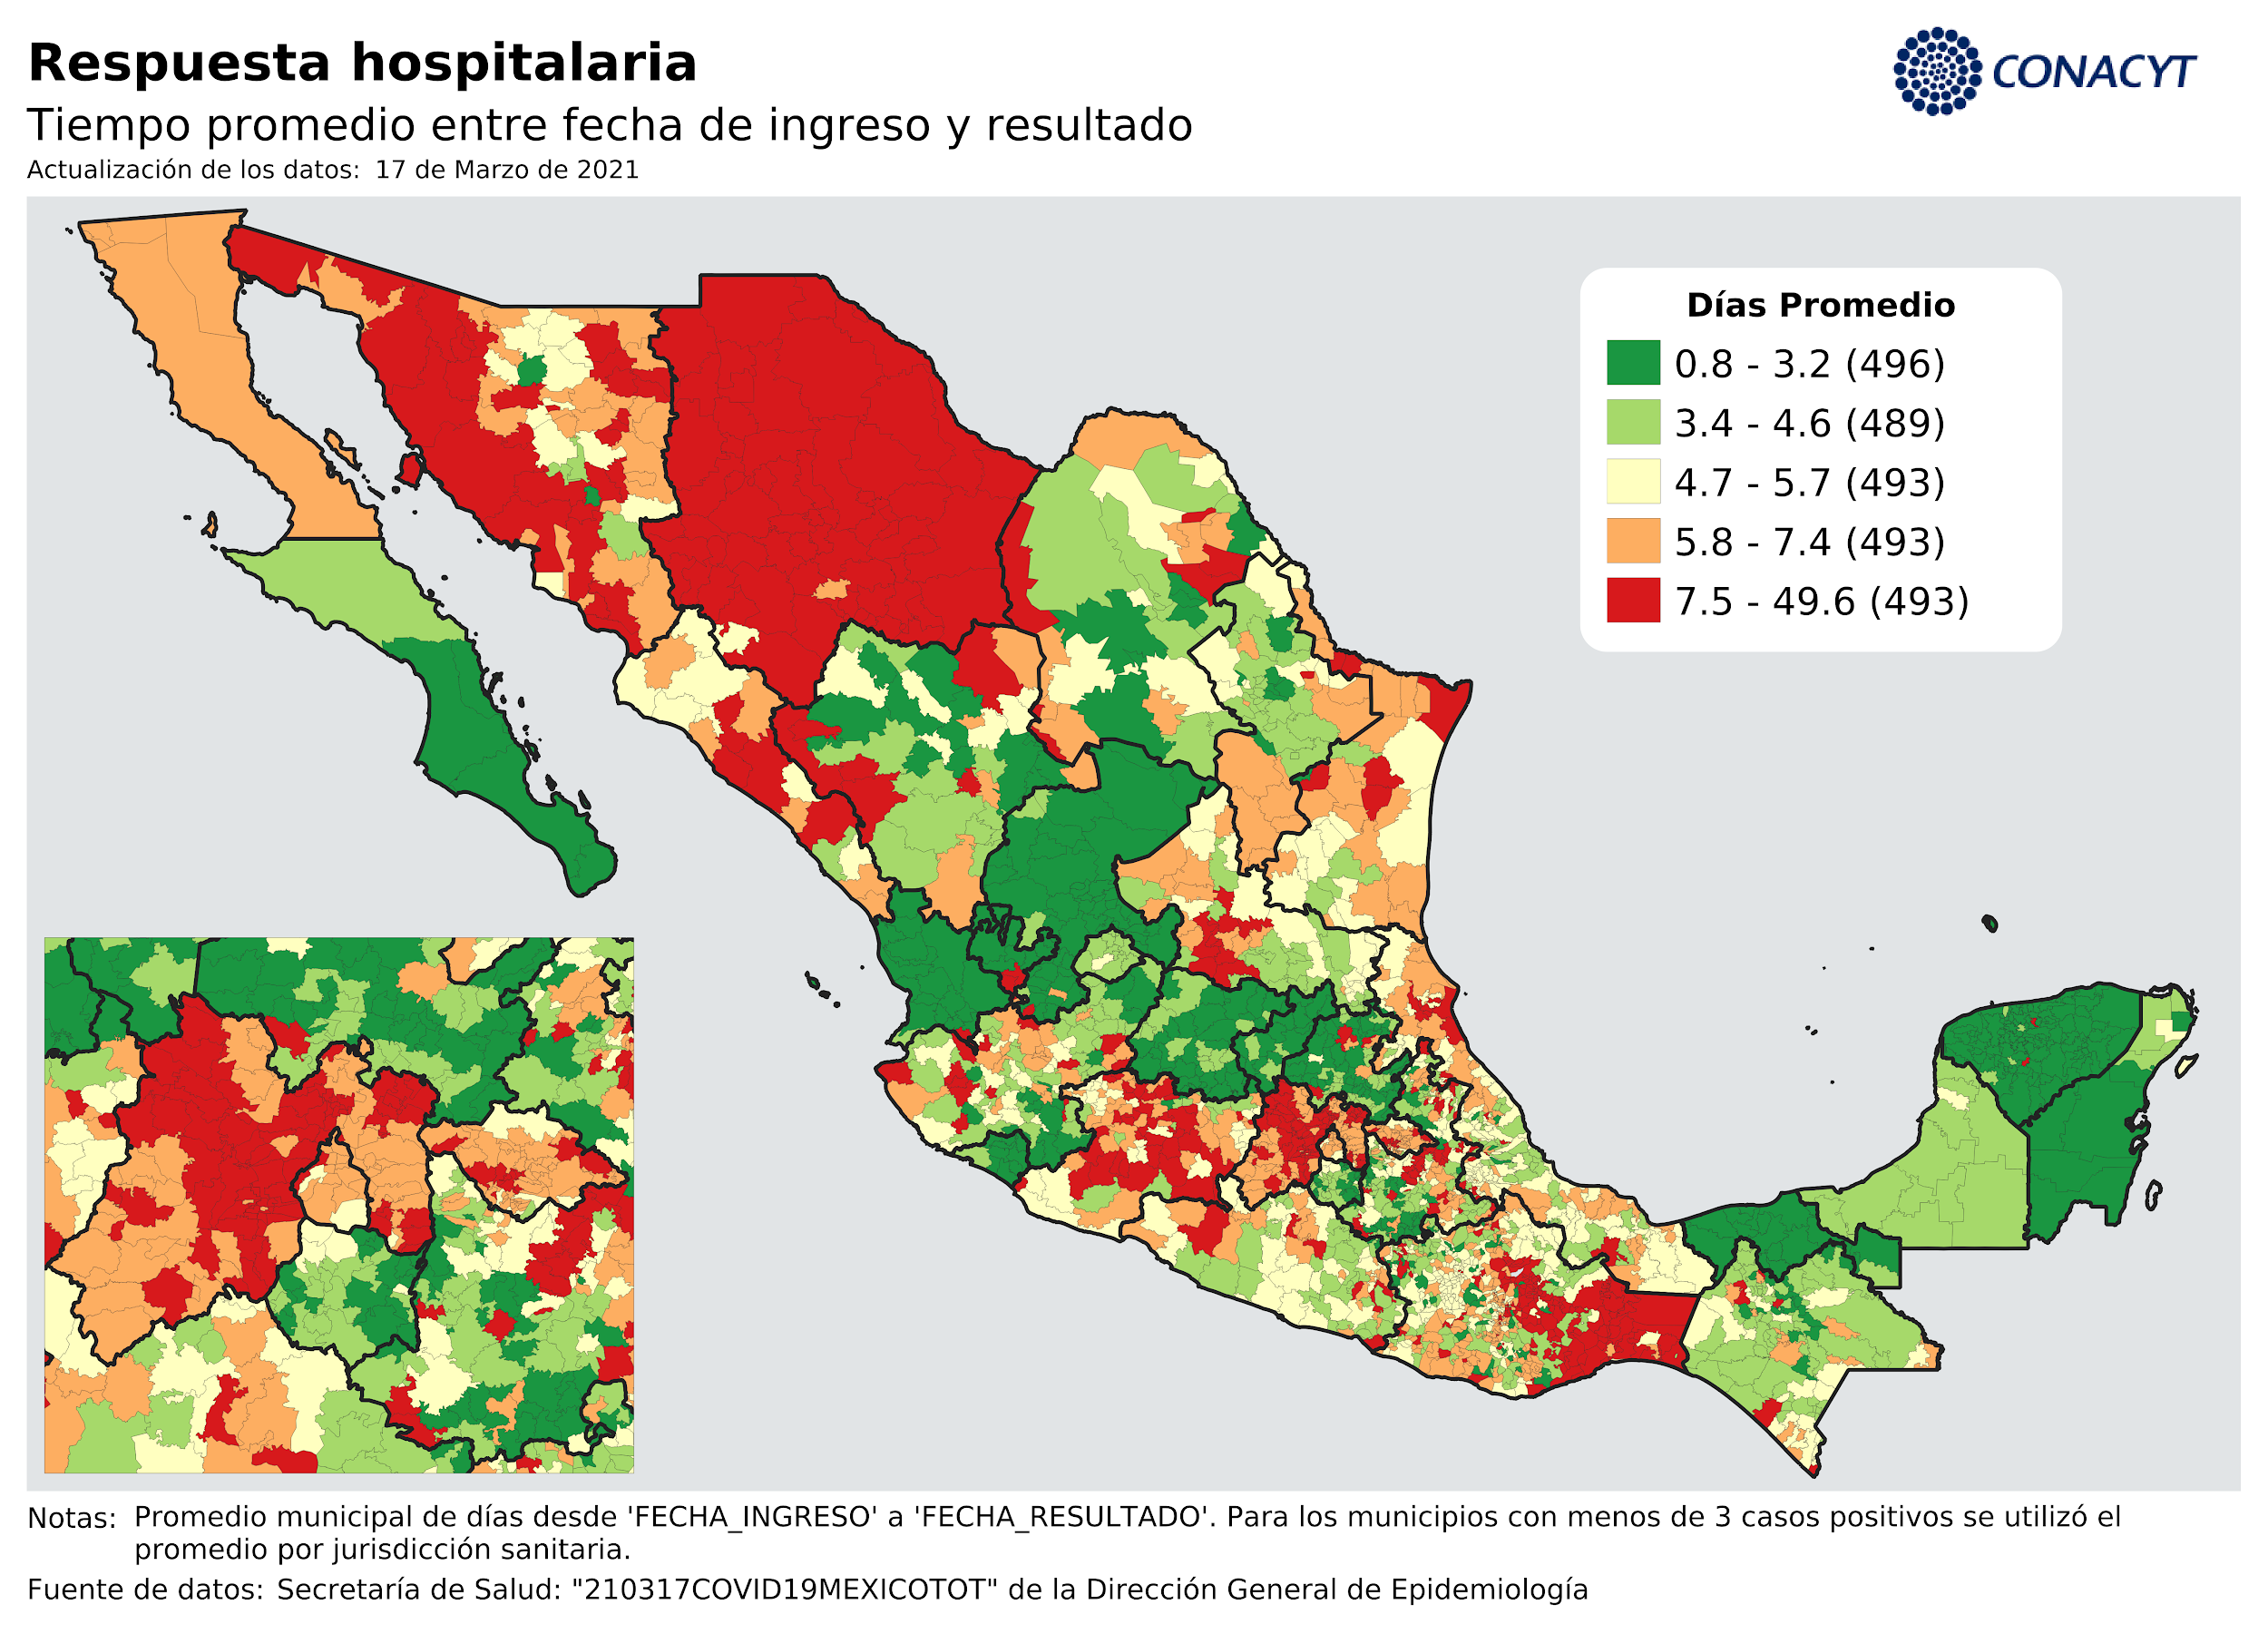 Respuesta hospitalaria
CONACYT
Tiempo promedio entre fecha de ingreso y resultado
Actualización de los datos: 17 de Marzo de 2021
Días Promedio
0.8 - 3.2 (496)
3.4 - 4.6 (489)
4.7 - 5.7 (493)
5.8 - 7.4 (493)
7.5 - 49.6 (493)
Notas: Promedio municipal de días desde 'FECHA_INGRESO' a 'FECHA_RESULTADO'. Para los municipios con menos de 3 casos positivos se utilizó el
promedio por jurisdicción sanitaria.
Fuente de datos: Secretaría de Salud: "210317COVID19MEXICOTOT" de la Dirección General de Epidemiología